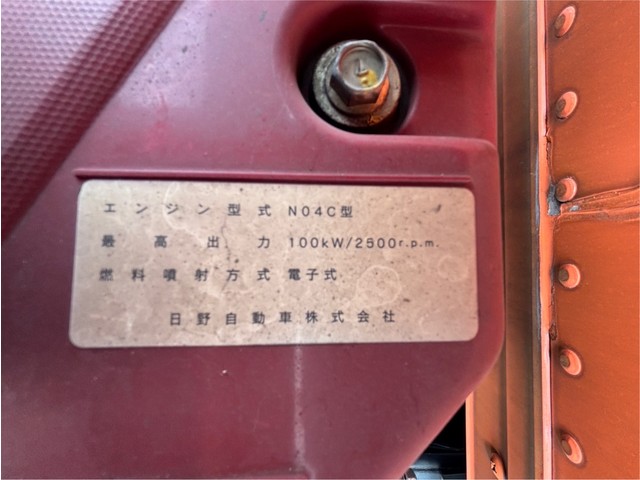 エンジン型式 N04C型
最高出力 100kW/2500r.p.m.
燃料噴射方式 電子式
日野自動車株式会社